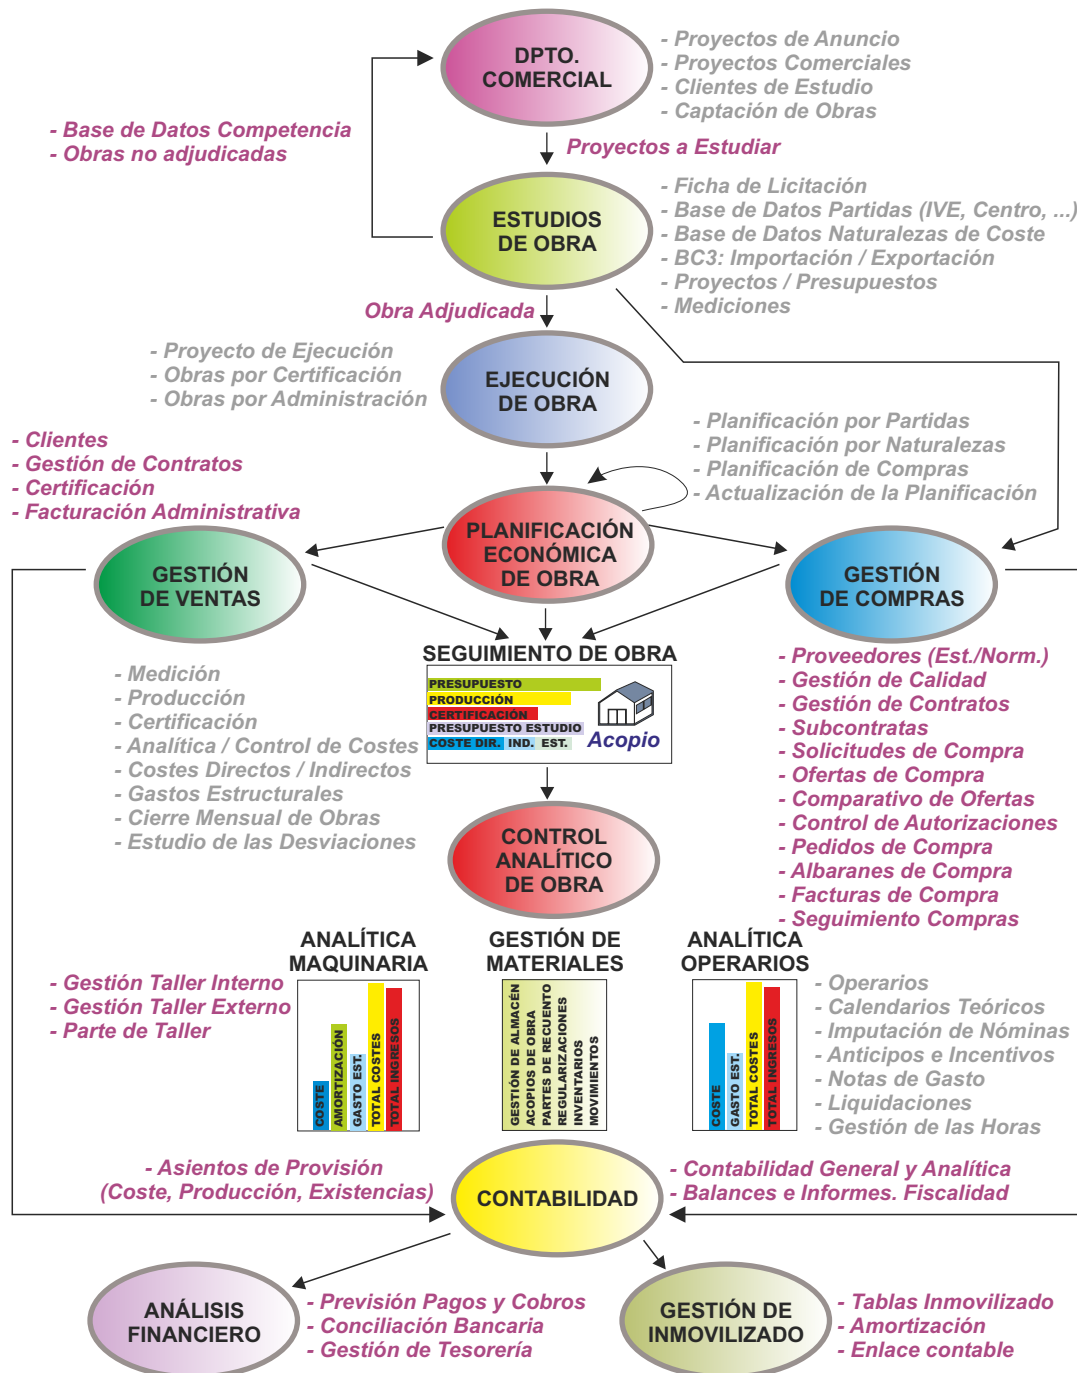 DPTO.
COMERCIAL
- Proyectos de Anuncio
- Proyectos Comerciales
- Clientes de Estudio
- Captación de Obras
- Base de Datos Competencia
- Obras no adjudicadas
Proyectos a Estudiar
ESTUDIOS
DE OBRA
- Ficha de Licitación
- Base de Datos Partidas (IVE, Centro, ...)
- Base de Datos Naturalezas de Coste
- BC3: Importación / Exportación
- Proyectos / Presupuestos
- Mediciones
Obra Adjudicada
- Proyecto de Ejecución
- Obras por Certificación
- Obras por Administración
EJECUCIÓN
DE OBRA
- Planificación por Partidas
- Planificación por Naturalezas
- Planificación de Compras
- Actualización de la Planificación
- Clientes
- Gestión de Contratos
- Certificación
- Facturación Administrativa
PLANIFICACIÓN
ECONÓMICA
DE OBRA
GESTIÓN
DE VENTAS
GESTIÓN
DE COMPRAS
SEGUIMIENTO DE OBRA
PRESUPUESTO
PRODUCCIÓN
CERTIFICACIÓN
PRESUPUESTO ESTUDIO
COSTE DIR. IND. EST.
Acopio
- Medición
- Producción
- Certificación
- Analítica / Control de Costes
- Costes Directos / Indirectos
- Gastos Estructurales
- Cierre Mensual de Obras
- Estudio de las Desviaciones
- Proveedores (Est./Norm.)
- Gestión de Calidad
- Gestión de Contratos
- Subcontratas
- Solicitudes de Compra
- Ofertas de Compra
- Comparativo de Ofertas
- Control de Autorizaciones
- Pedidos de Compra
- Albaranes de Compra
- Facturas de Compra
- Seguimiento Compras
CONTROL
ANALÍTICO
DE OBRA
ANALÍTICA
MAQUINARIA
- Gestión Taller Interno
- Gestión Taller Externo
- Parte de Taller
COSTE
AMORTIZACIÓN
GASTO EST.
TOTAL COSTES
TOTAL INGRESOS
GESTIÓN DE
MATERIALES
GESTIÓN DE ALMACÉN
ACOPIOS DE OBRA
PARTES DE RECUENTO
REGULARIZACIONES
INVENTARIOS
MOVIMIENTOS
ANALÍTICA
OPERARIOS
COSTE
GASTO EST.
TOTAL COSTES
TOTAL INGRESOS
- Operarios
- Calendarios Teóricos
- Imputación de Nóminas
- Anticipos e Incentivos
- Notas de Gasto
- Liquidaciones
- Gestión de las Horas
- Asientos de Provisión
(Coste, Producción, Existencias)
CONTABILIDAD
- Contabilidad General y Analítica
- Balances e Informes. Fiscalidad
ANÁLISIS
FINANCIERO
- Previsión Pagos y Cobros
- Conciliación Bancaria
- Gestión de Tesorería
GESTIÓN DE
INMOVILIZADO
- Tablas Inmovilizado
- Amortización
- Enlace contable